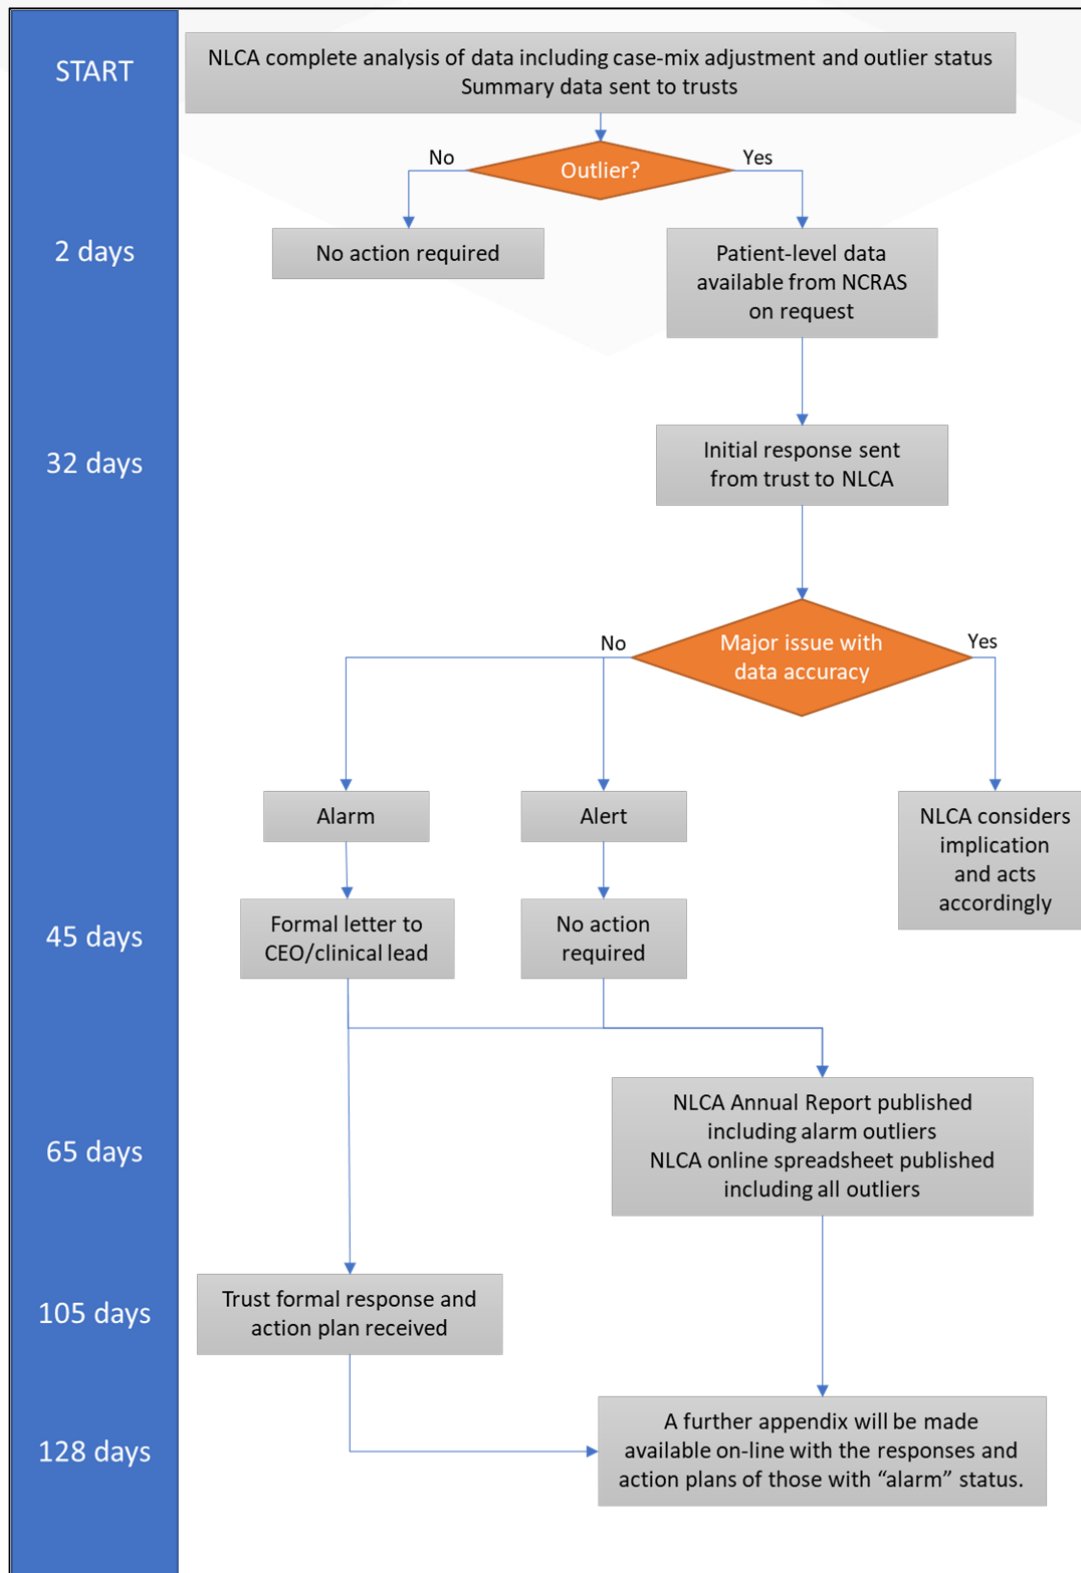 START
NLCA complete analysis of data including case-mix adjustment and outlier status
Summary data sent to trusts
No
Outlier?
Yes
2 days
No action required
Patient-level data
available from NCRAS
on request
32 days
Initial response sent
from trust to NLCA
No
Major issue with
data accuracy
Yes
Alarm
Alert
NLCA considers
implication
and acts
accordingly
45 days
Formal letter to
CEO/clinical lead
No action
required
65 days
NLCA Annual Report published
including alarm outliers
NLCA online spreadsheet published
including all outliers
105 days
Trust formal response and
action plan received
128 days
A further appendix will be made
available on-line with the responses and
action plans of those with “alarm” status.